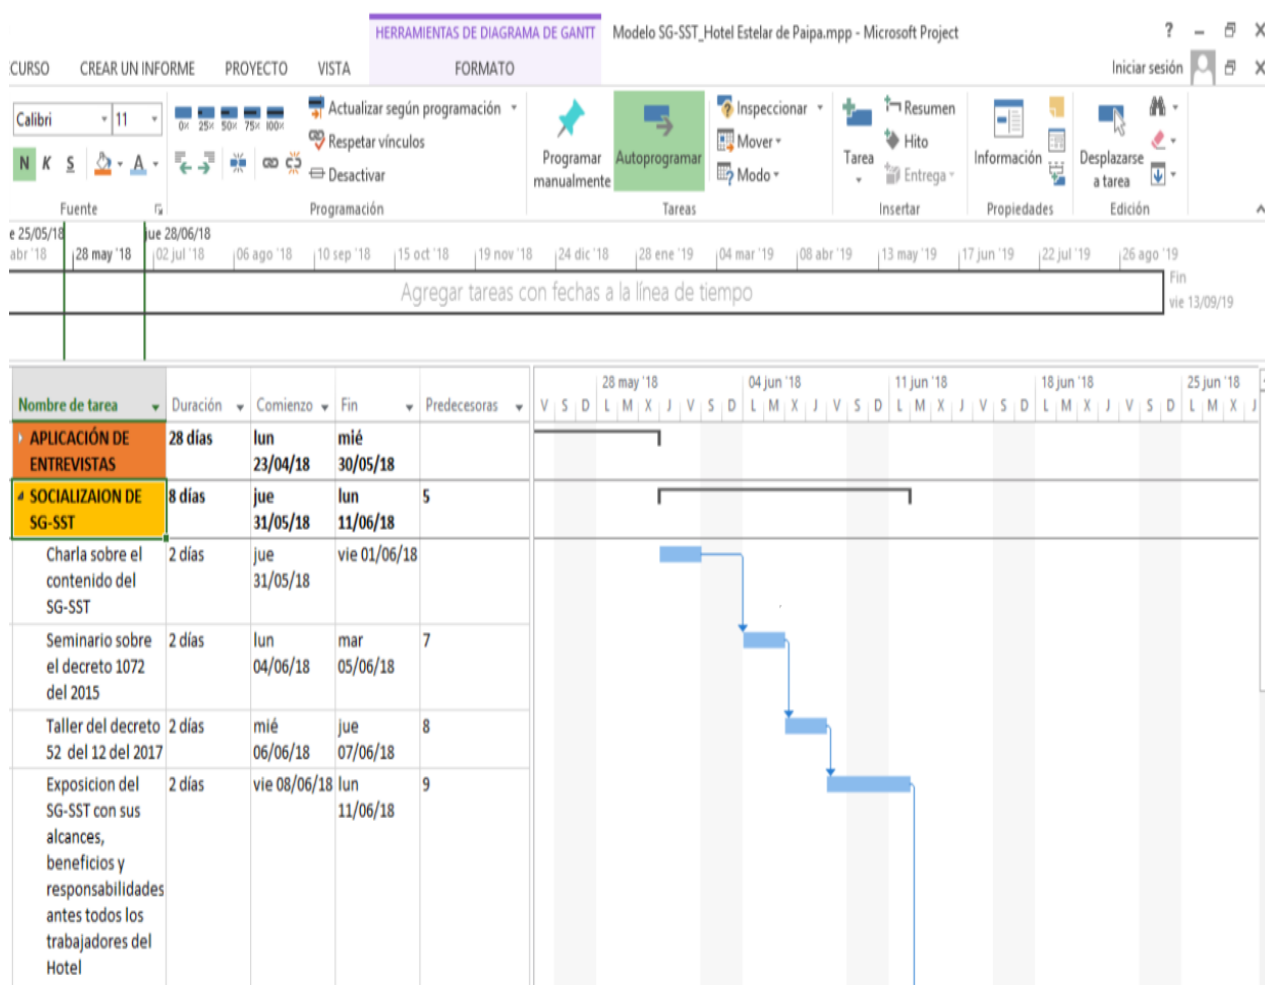 HERRAMIENTAS DE DIAGRAMA DE GANTT Modelo SG-SST_Hotel Estelar de Paipa.mpp - Microsoft Project
?
CURSO CREAR UN INFORME PROYECTO VISTA FORMATO Iniciar sesión
Calibri 11
0% 25% 50% 75% 100%
Actualizar según programación
Respetar vínculos
Desactivar
N K S A
Programar manualmente
Autoprogramar
Inspeccionar
Mover
Modo
Tarea
Resumen
Hito
Entrega
Información
Desplazarse a tarea
Fuente Programación Tareas Insertar Propiedades Edición
e 25/05/18 jue 28/06/18
abr '18 28 may '18 02 jul '18 06 ago '18 10 sep '18 15 oct '18 19 nov '18 24 dic '18 28 ene '19 04 mar '19 08 abr '19 13 may '19 17 jun '19 22 jul '19 26 ago '19
Agregar tareas con fechas a la línea de tiempo
Fin
vie 13/09/19
28 may '18 04 jun '18 11 jun '18 18 jun '18 25 jun '18
Nombre de tarea Duración Comienzo Fin Predecesoras
V S D L M X J V S D L M X J V S D L M X J V S D L M X J V S D L M X J
APLICACIÓN DE 28 días lun mié
ENTREVISTAS 23/04/18 30/05/18
SOCIALIZAION DE 8 días jue lun 5
SG-SST 31/05/18 11/06/18
Charla sobre el 2 días jue vie 01/06/18
contenido del 31/05/18
SG-SST
Seminario sobre 2 días lun mar 7
el decreto 1072 04/06/18 05/06/18
del 2015
Taller del decreto 2 días mié jue 8
52 del 12 del 2017 06/06/18 07/06/18
Exposicion del 2 días vie 08/06/18 lun 9
SG-SST con sus 11/06/18
alcances,
beneficios y
responsabilidades
antes todos los
trabajadores del
Hotel